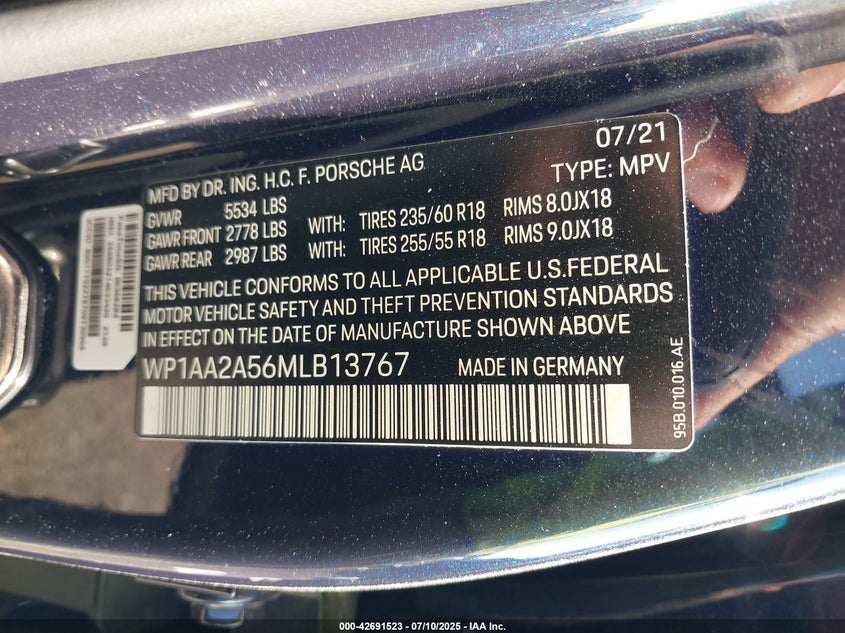 07/21
MFD BY DR. ING. H.C. F. PORSCHE AG TYPE: MPV
GVWR 5534 LBS
GAWR FRONT 2778 LBS WITH: TIRES 235/60 R18 RIMS 8.0JX18
GAWR REAR 2987 LBS WITH: TIRES 255/55 R18 RIMS 9.0JX18
THIS VEHICLE CONFORMS TO ALL APPLICABLE U.S.FEDERAL
MOTOR VEHICLE SAFETY AND THEFT PREVENTION STANDARDS
IN EFFECT ON THE DATE OF MANUFACTURE SHOWN ABOVE
WP1AA2A56MLB13767 MADE IN GERMANY
95B.010.016.AE
000-42691523 - 07/10/2025 - IAA Inc.